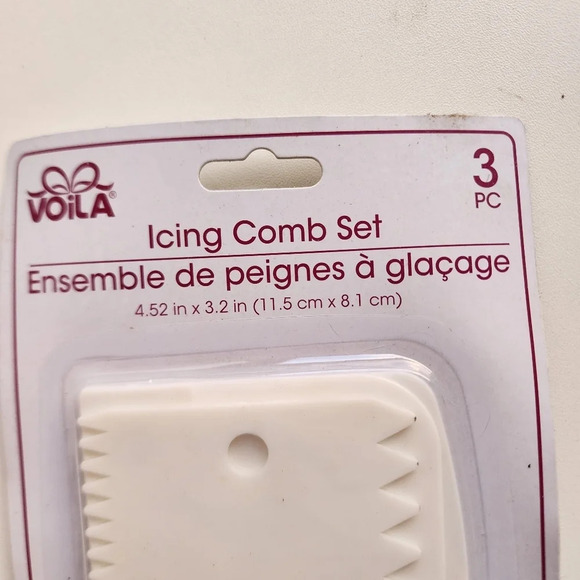 VOiLA®
3
PC
Icing Comb Set
Ensemble de peignes à glaçage
4.52 in x 3.2 in (11.5 cm x 8.1 cm)